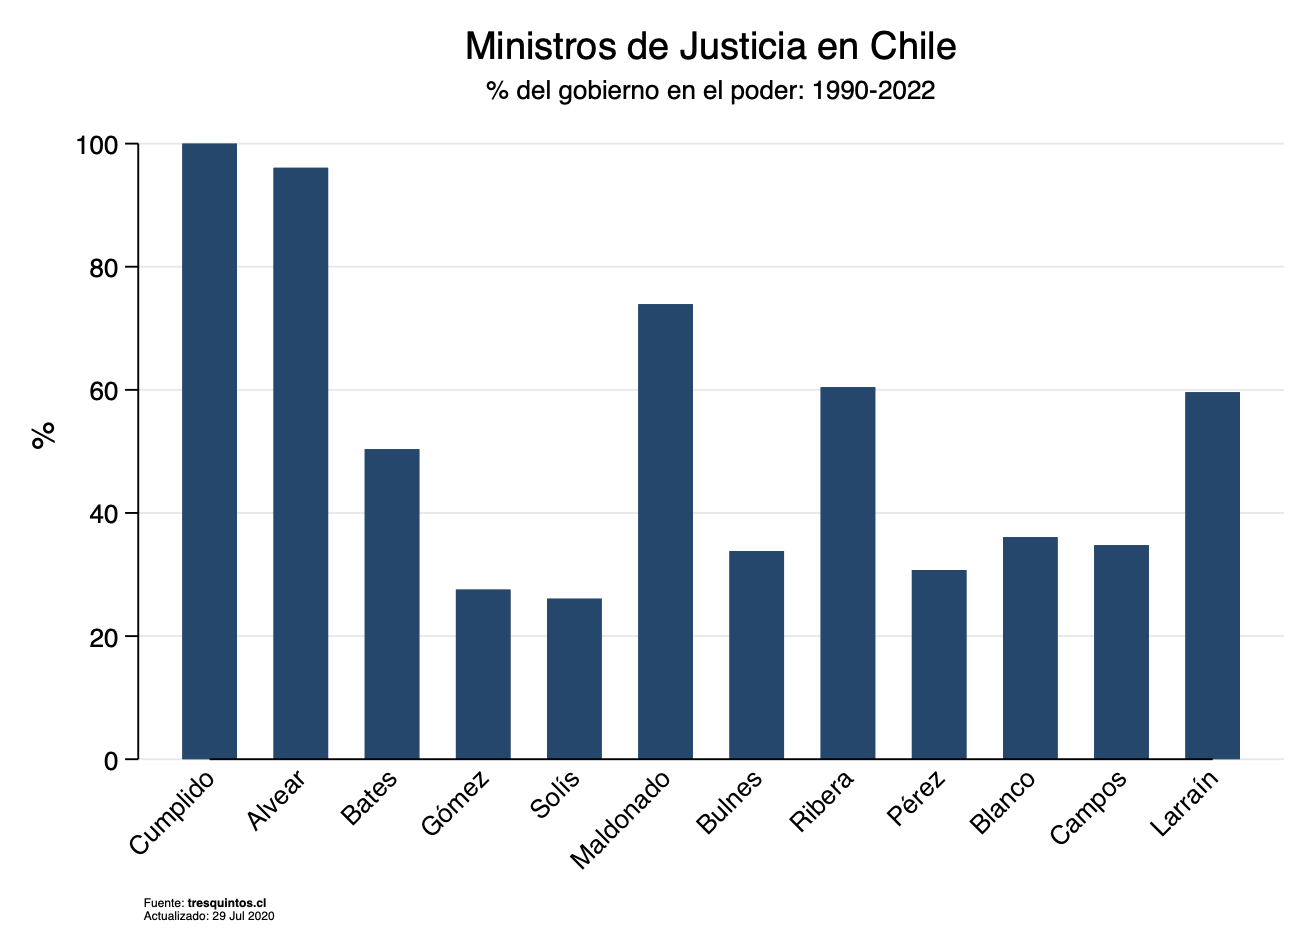 Ministros de Justicia en Chile
% del gobierno en el poder: 1990-2022
100
80
60
40
20
0
%
Cumplido
Alvear
Bates
Gómez
Solís
Maldonado
Bulnes
Ribera
Pérez
Blanco
Campos
Larraín
Fuente: tresquintos.cl
Actualizado: 29 Jul 2020